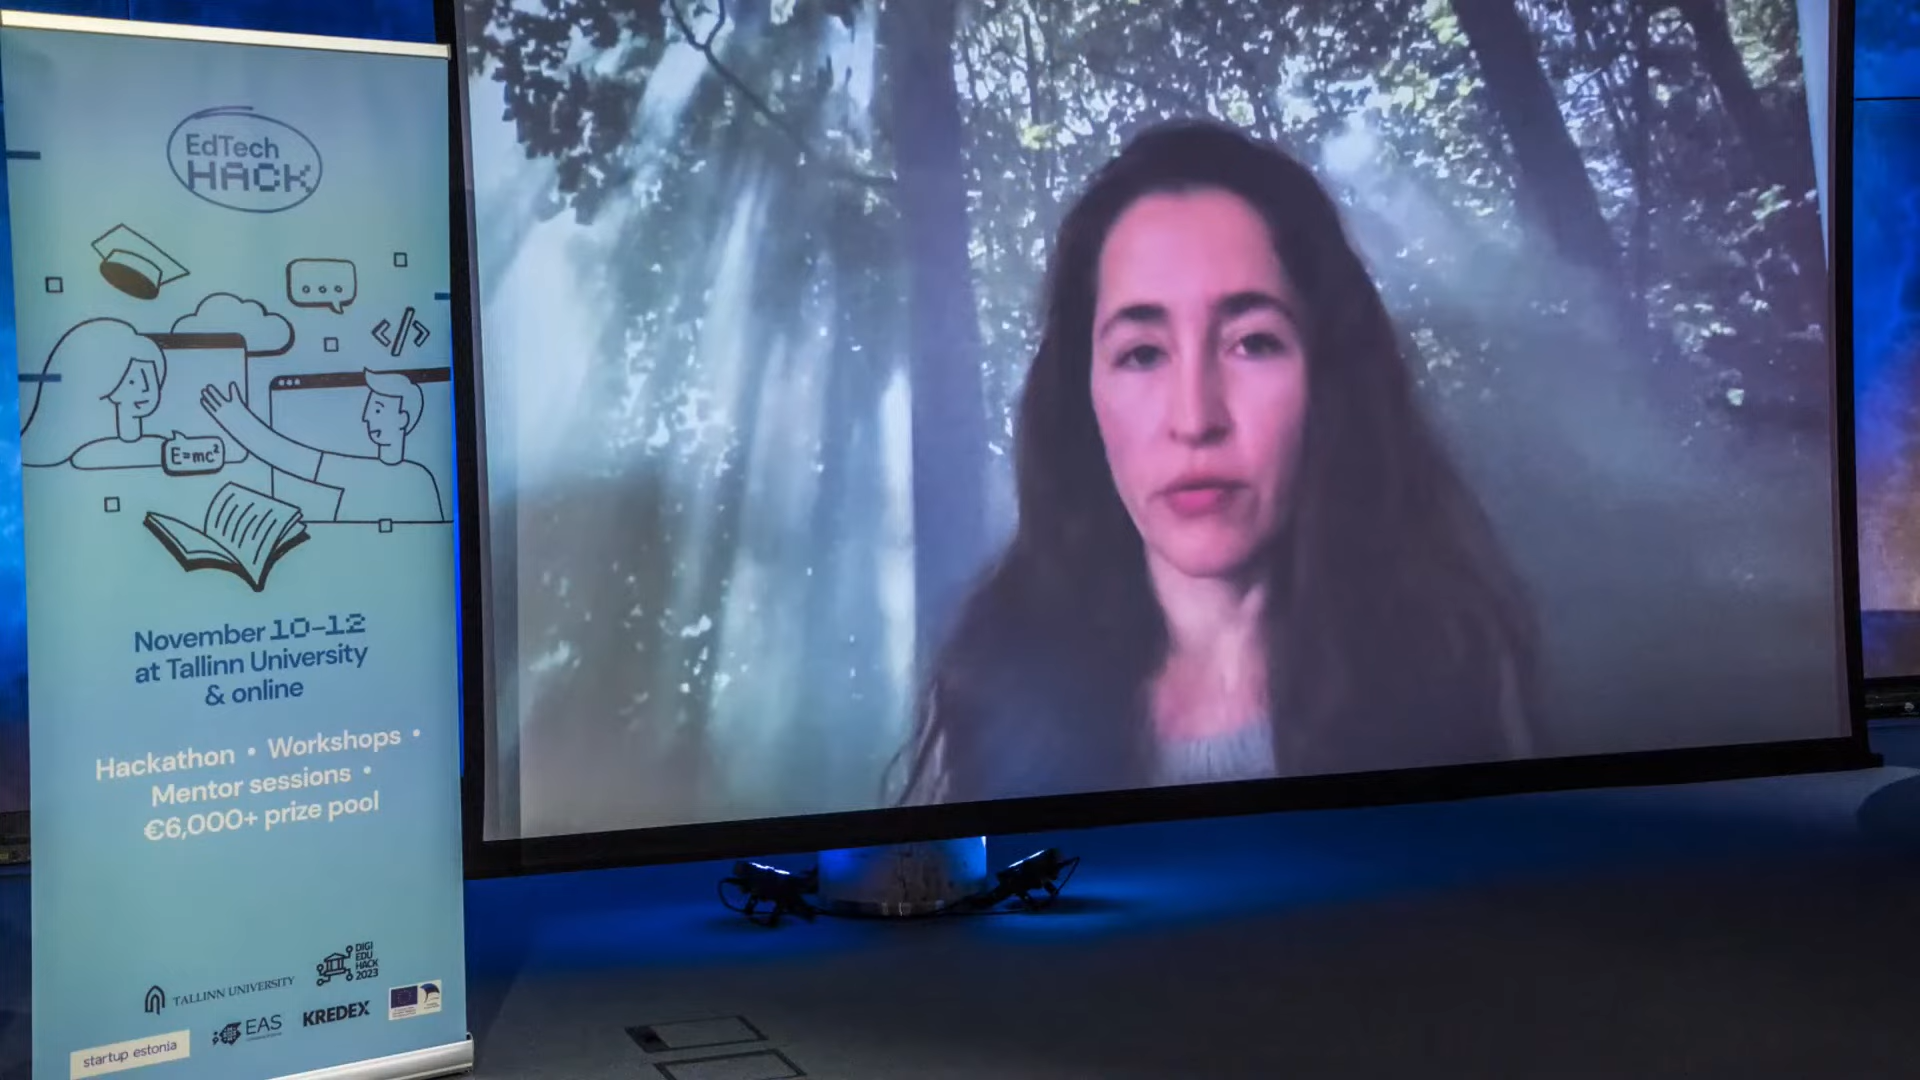 EdTech
HACK
</>
E=mc²
November 10-12
at Tallinn University
& online
Hackathon • Workshops •
Mentor sessions •
€6,000+ prize pool
DIGI
EDU
HACK
2023
TALLINN UNIVERSITY
EAS
KREDEX
startup estonia